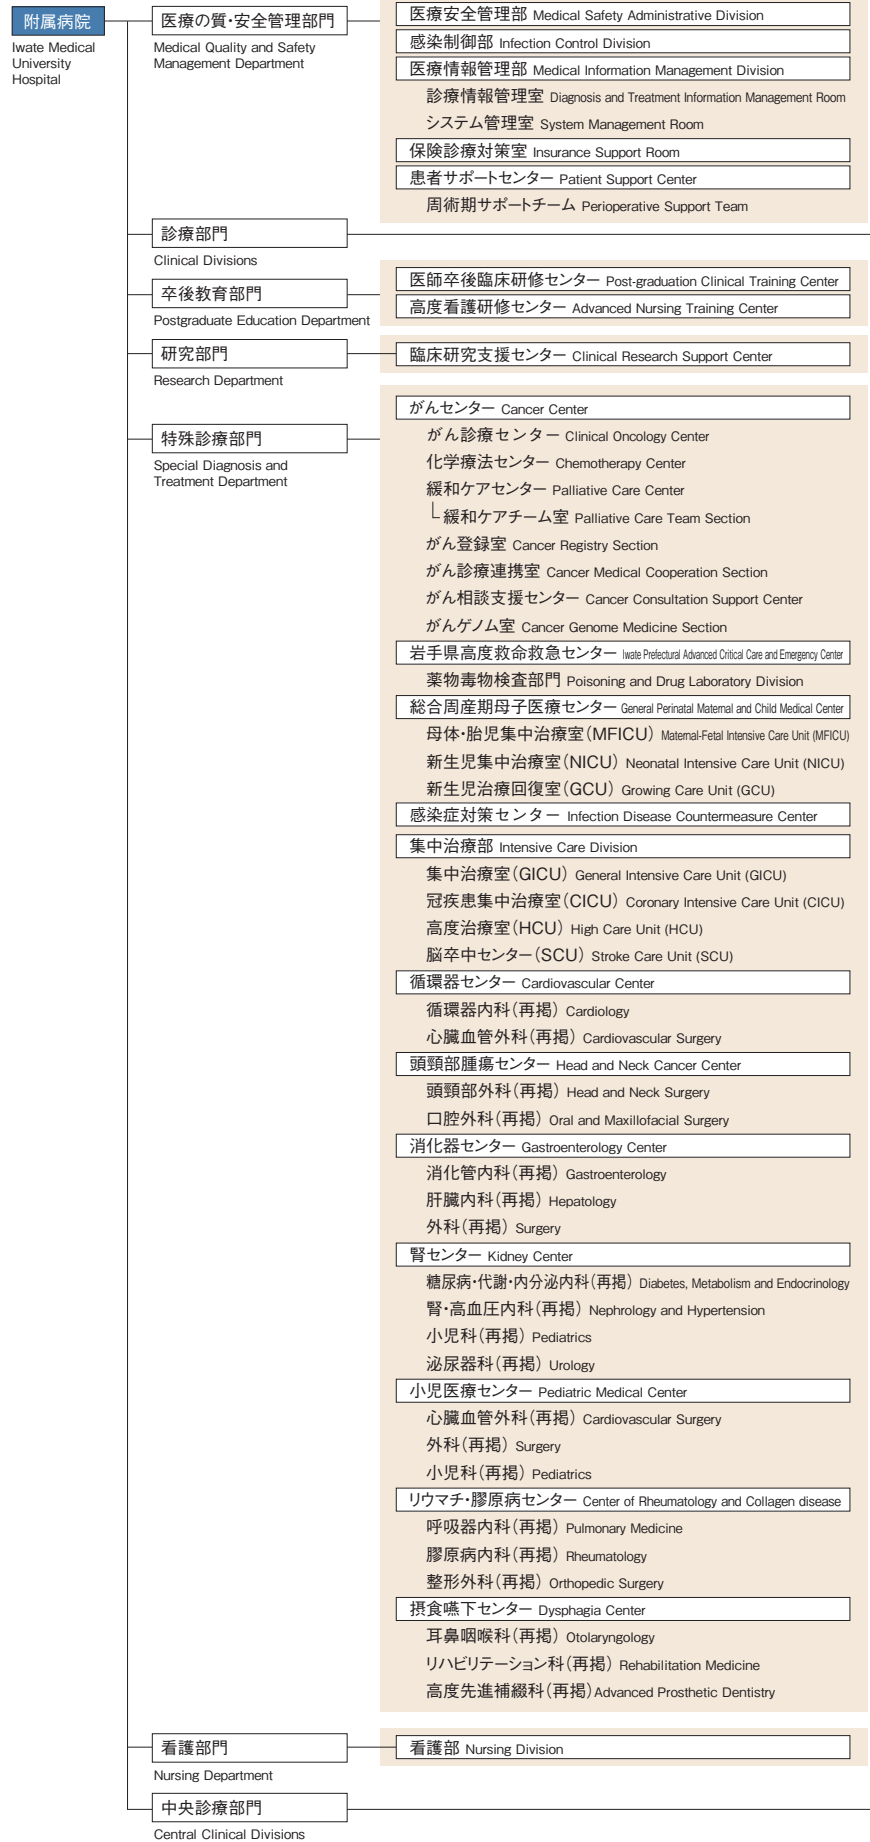 附属病院
Iwate Medical
University
Hospital
医療の質・安全管理部門
Medical Quality and Safety
Management Department
医療安全管理部 Medical Safety Administrative Division
感染制御部 Infection Control Division
医療情報管理部 Medical Information Management Division
診療情報管理室 Diagnosis and Treatment Information Management Room
システム管理室 System Management Room
保険診療対策室 Insurance Support Room
患者サポートセンター Patient Support Center
周術期サポートチーム Perioperative Support Team
診療部門
Clinical Divisions
卒後教育部門
Postgraduate Education Department
医師卒後臨床研修センター Post-graduation Clinical Training Center
高度看護研修センター Advanced Nursing Training Center
研究部門
Research Department
臨床研究支援センター Clinical Research Support Center
特殊診療部門
Special Diagnosis and
Treatment Department
がんセンター Cancer Center
がん診療センター Clinical Oncology Center
化学療法センター Chemotherapy Center
緩和ケアセンター Palliative Care Center
緩和ケアチーム室 Palliative Care Team Section
がん登録室 Cancer Registry Section
がん診療連携室 Cancer Medical Cooperation Section
がん相談支援センター Cancer Consultation Support Center
がんゲノム室 Cancer Genome Medicine Section
岩手県高度救命救急センター Iwate Prefectural Advanced Critical Care and Emergency Center
薬物毒物検査部門 Poisoning and Drug Laboratory Division
総合周産期母子医療センター General Perinatal Maternal and Child Medical Center
母体・胎児集中治療室(MFICU) Maternal-Fetal Intensive Care Unit (MFICU)
新生児集中治療室(NICU) Neonatal Intensive Care Unit (NICU)
新生児治療回復室(GCU) Growing Care Unit (GCU)
感染症対策センター Infection Disease Countermeasure Center
集中治療部 Intensive Care Division
集中治療室(GICU) General Intensive Care Unit (GICU)
冠疾患集中治療室(CICU) Coronary Intensive Care Unit (CICU)
高度治療室(HCU) High Care Unit (HCU)
脳卒中センター(SCU) Stroke Care Unit (SCU)
循環器センター Cardiovascular Center
循環器内科(再掲) Cardiology
心臓血管外科(再掲) Cardiovascular Surgery
頭頸部腫瘍センター Head and Neck Cancer Center
頭頸部外科(再掲) Head and Neck Surgery
口腔外科(再掲) Oral and Maxillofacial Surgery
消化器センター Gastroenterology Center
消化管内科(再掲) Gastroenterology
肝臓内科(再掲) Hepatology
外科(再掲) Surgery
腎センター Kidney Center
糖尿病・代謝・内分泌内科(再掲) Diabetes, Metabolism and Endocrinology
腎・高血圧内科(再掲) Nephrology and Hypertension
小児科(再掲) Pediatrics
泌尿器科(再掲) Urology
小児医療センター Pediatric Medical Center
心臓血管外科(再掲) Cardiovascular Surgery
外科(再掲) Surgery
小児科(再掲) Pediatrics
リウマチ・膠原病センター Center of Rheumatology and Collagen disease
呼吸器内科(再掲) Pulmonary Medicine
膠原病内科(再掲) Rheumatology
整形外科(再掲) Orthopedic Surgery
摂食嚥下センター Dysphagia Center
耳鼻咽喉科(再掲) Otolaryngology
リハビリテーション科(再掲) Rehabilitation Medicine
高度先進補綴科(再掲)Advanced Prosthetic Dentistry
看護部門
Nursing Department
看護部 Nursing Division
中央診療部門
Central Clinical Divisions